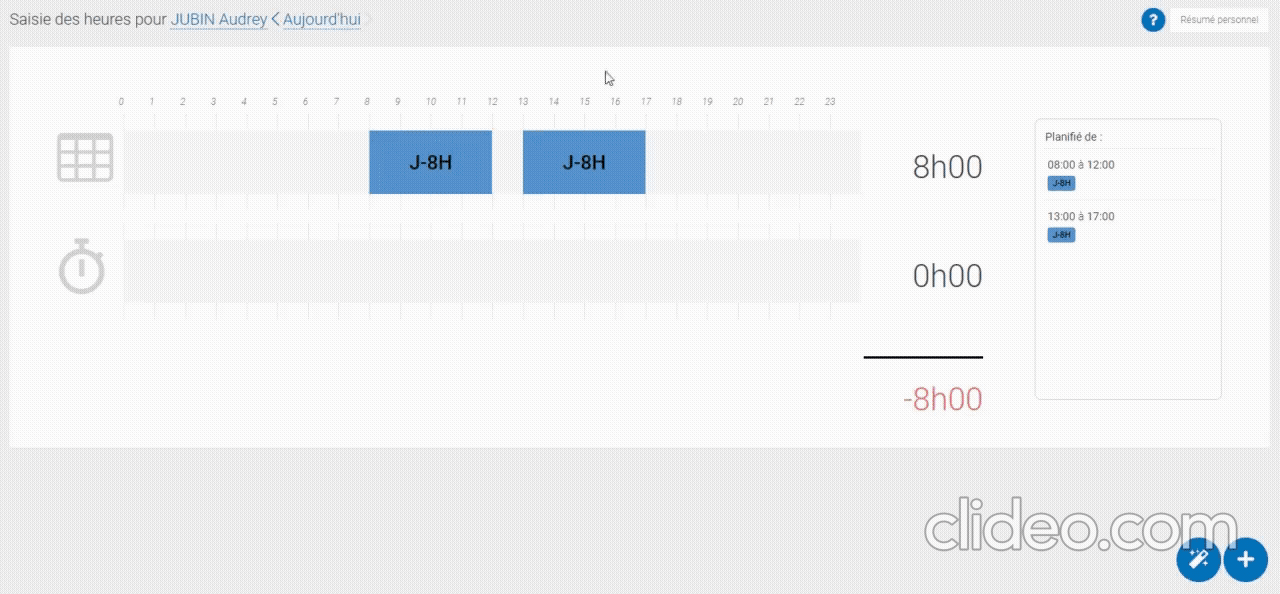 Saisie des heures pour JUBIN Audrey < Aujourd'hui >
? Résumé personnel
0 1 2 3 4 5 6 7 8 9 10 11 12 13 14 15 16 17 18 19 20 21 22 23
J-8H J-8H 8h00
0h00
-8h00
Planifié de :
08:00 à 12:00
J-8H
13:00 à 17:00
J-8H
clideo.com